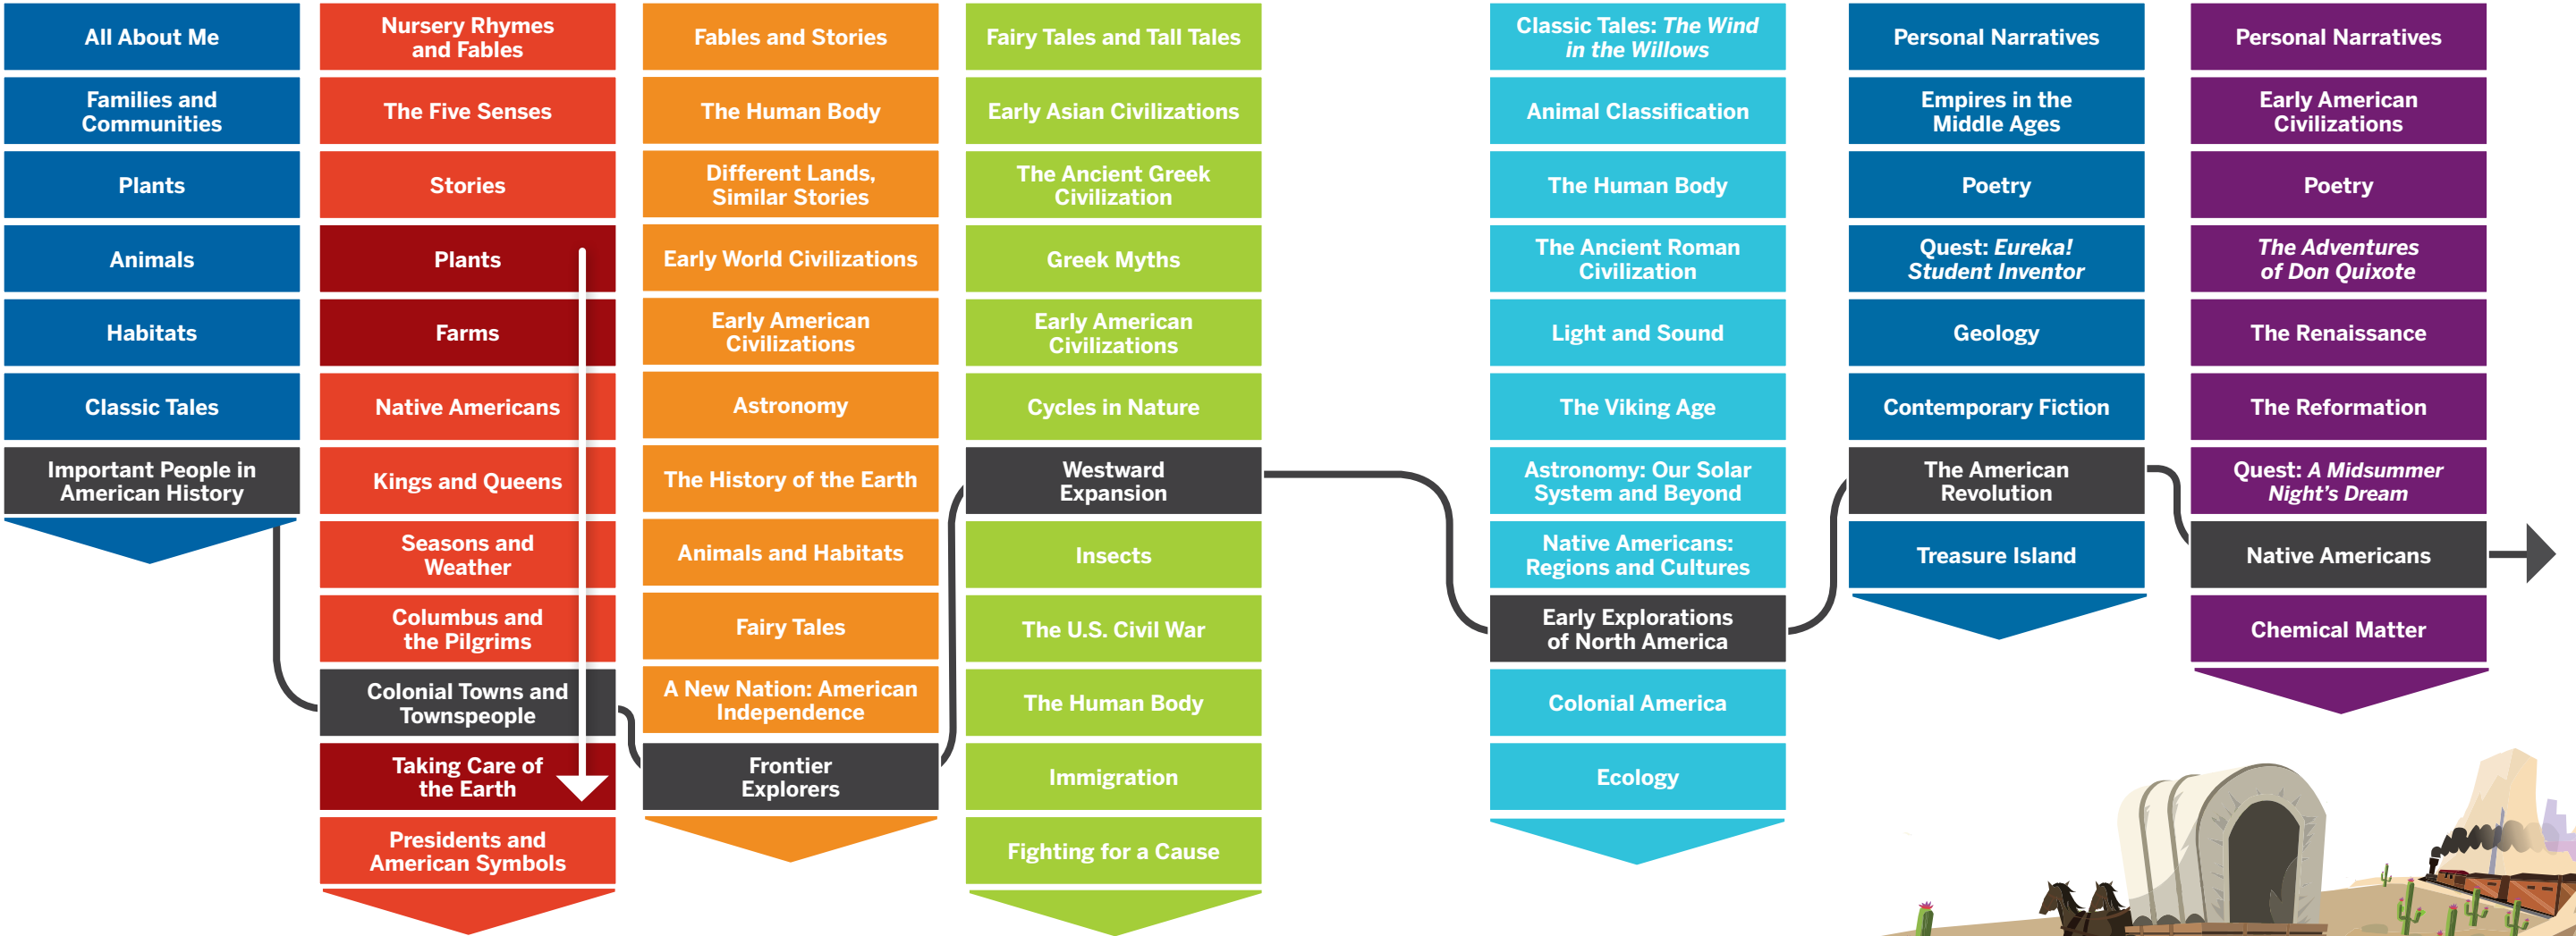 All About Me
Families and
Communities
Plants
Animals
Habitats
Classic Tales
Important People in
American History
Nursery Rhymes
and Fables
The Five Senses
Stories
Plants
Farms
Native Americans
Kings and Queens
Seasons and
Weather
Columbus and
the Pilgrims
Colonial Towns and
Townspeople
Taking Care of
the Earth
Presidents and
American Symbols
Fables and Stories
The Human Body
Different Lands,
Similar Stories
Early World Civilizations
Early American
Civilizations
Astronomy
The History of the Earth
Animals and Habitats
Fairy Tales
A New Nation: American
Independence
Frontier
Explorers
Fairy Tales and Tall Tales
Early Asian Civilizations
The Ancient Greek
Civilization
Greek Myths
Early American
Civilizations
Cycles in Nature
Westward
Expansion
Insects
The U.S. Civil War
The Human Body
Immigration
Fighting for a Cause
Classic Tales: The Wind
in the Willows
Animal Classification
The Human Body
The Ancient Roman
Civilization
Light and Sound
The Viking Age
Astronomy: Our Solar
System and Beyond
Native Americans:
Regions and Cultures
Early Explorations
of North America
Colonial America
Ecology
Personal Narratives
Empires in the
Middle Ages
Poetry
Quest: Eureka!
Student Inventor
Geology
Contemporary Fiction
The American
Revolution
Treasure Island
Personal Narratives
Early American
Civilizations
Poetry
The Adventures
of Don Quixote
The Renaissance
The Reformation
Quest: A Midsummer
Night's Dream
Native Americans
Chemical Matter